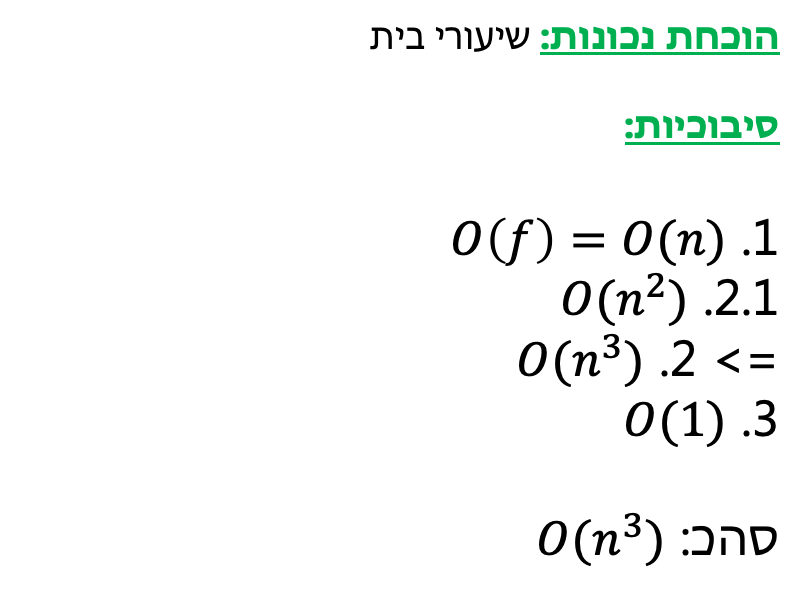 הוכחת נכונות: שיעורי בית
סיבוכיות:
1. O(f) = O(n)
2.1. O(n²)
=> 2. O(n³)
3. O(1)
סהכ: O(n³)